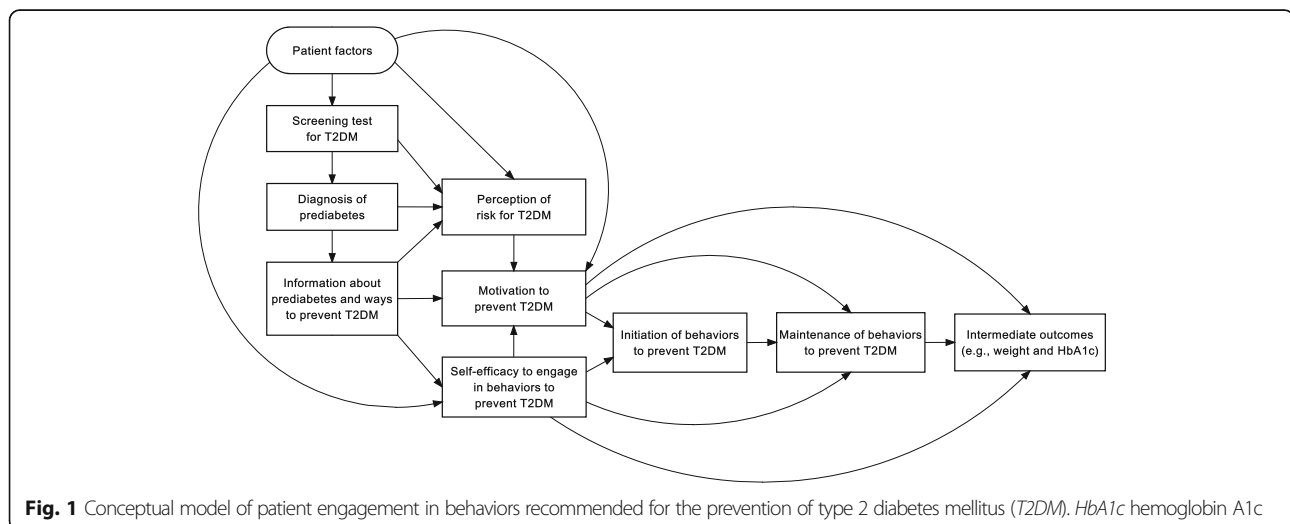 Patient factors
Screening test
for T2DM
Diagnosis of
prediabetes
Perception of
risk for T2DM
Information about
prediabetes and ways
to prevent T2DM
Motivation to
prevent T2DM
Self-efficacy to engage
in behaviors to
prevent T2DM
Initiation of behaviors
to prevent T2DM
Maintenance of behaviors
to prevent T2DM
Intermediate outcomes
(e.g., weight and HbA1c)
Fig. 1 Conceptual model of patient engagement in behaviors recommended for the prevention of type 2 diabetes mellitus (T2DM). HbA1c hemoglobin A1c